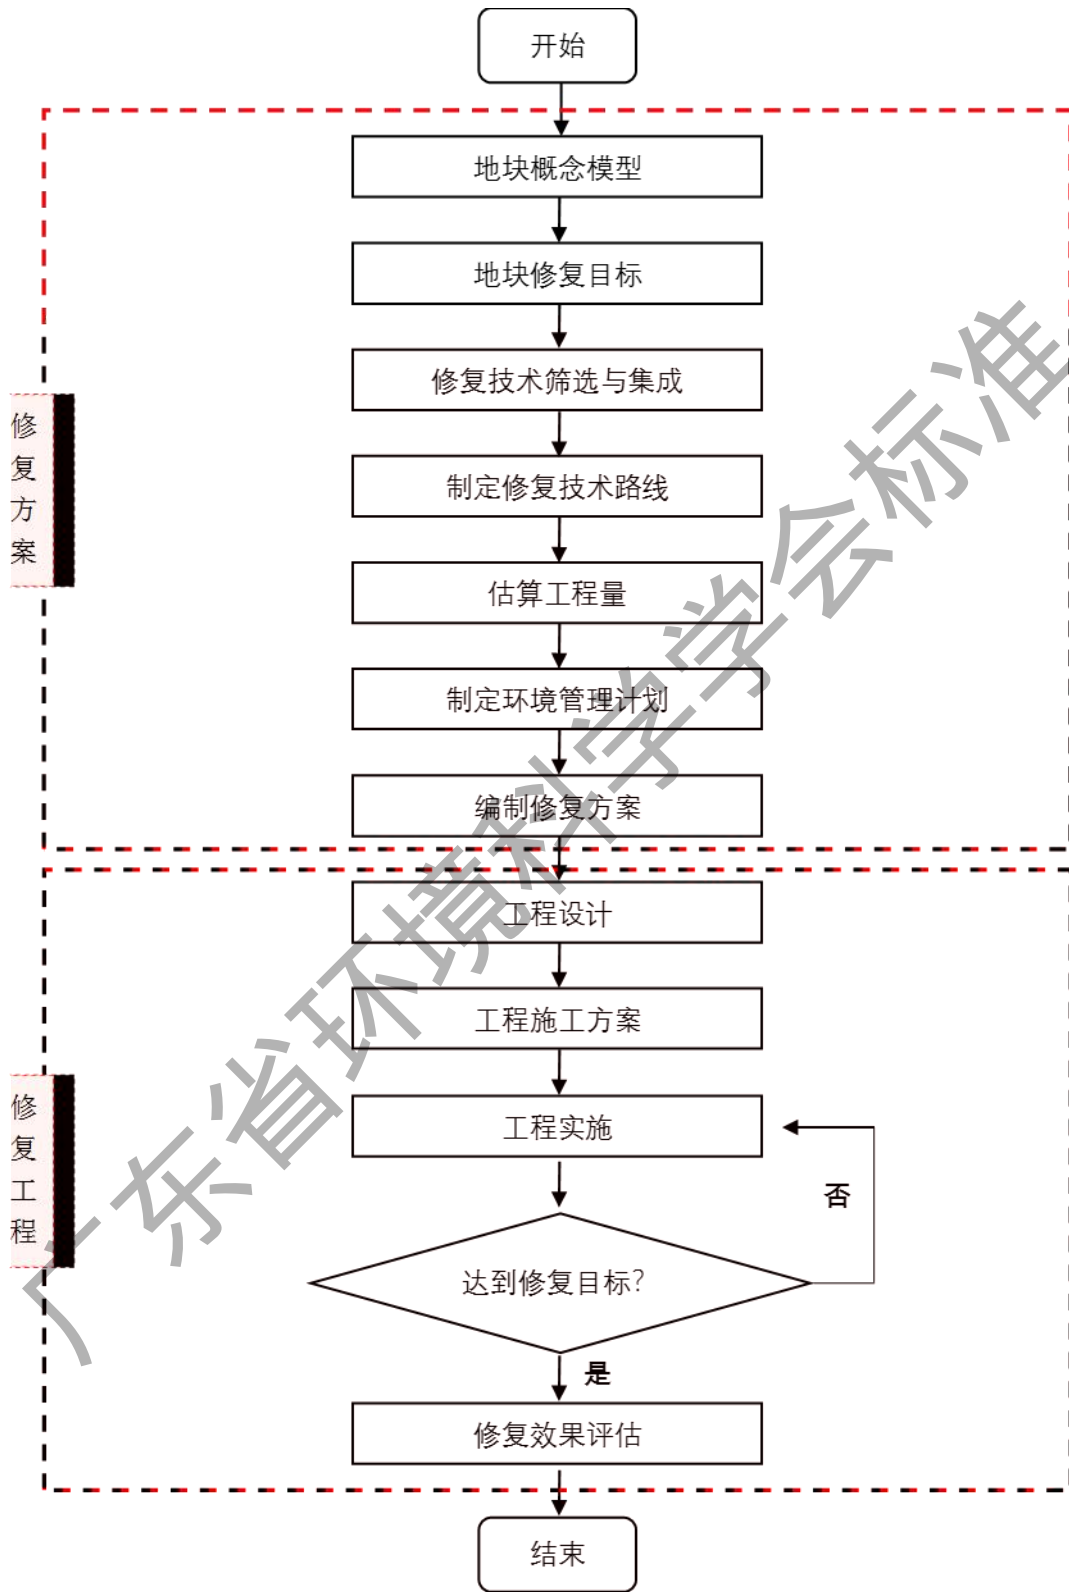 开始
地块概念模型
地块修复目标
修复技术筛选与集成
制定修复技术路线
估算工程量
制定环境管理计划
编制修复方案
修
复
方
案
工程设计
工程施工方案
工程实施
否
达到修复目标？
是
修复效果评估
修
复
工
程
结束
广东省环境科学学会标准